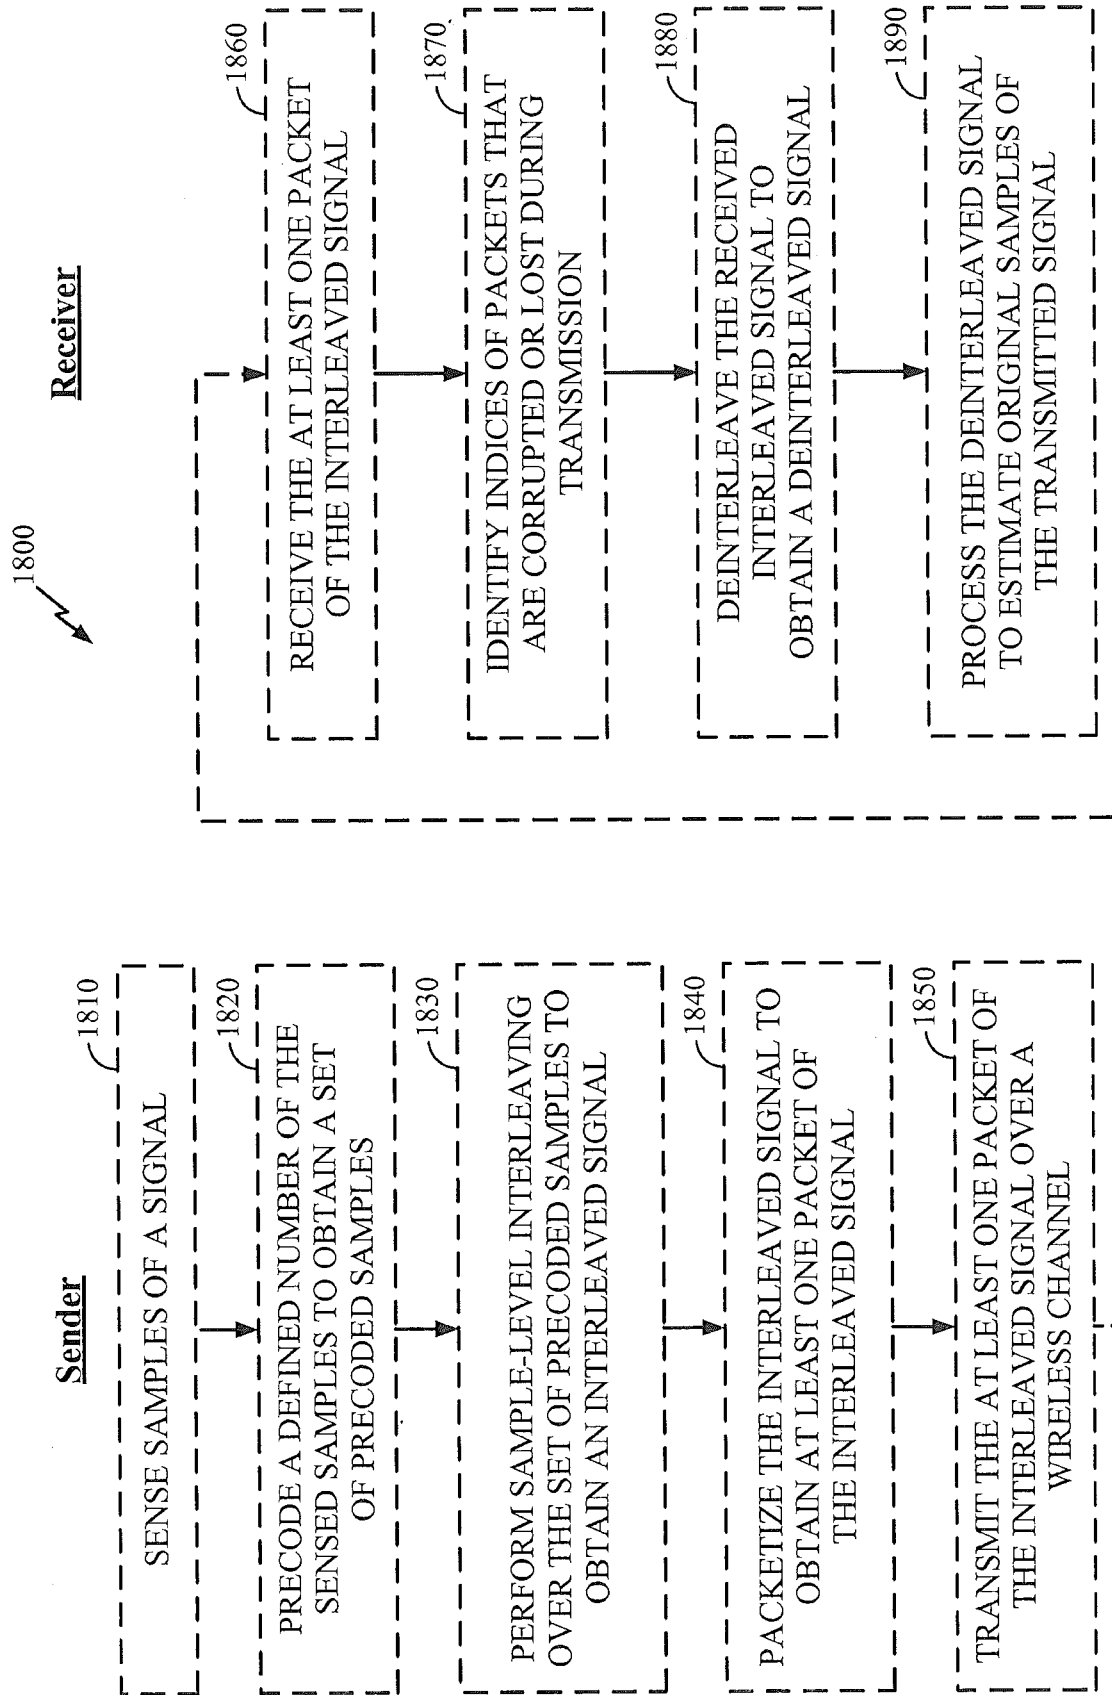 1800
Sender
1810
SENSE SAMPLES OF A SIGNAL
1820
PRECODE A DEFINED NUMBER OF THE
SENSED SAMPLES TO OBTAIN A SET
OF PRECODED SAMPLES
1830
PERFORM SAMPLE-LEVEL INTERLEAVING
OVER THE SET OF PRECODED SAMPLES TO
OBTAIN AN INTERLEAVED SIGNAL
1840
PACKETIZE THE INTERLEAVED SIGNAL TO
OBTAIN AT LEAST ONE PACKET OF
THE INTERLEAVED SIGNAL
1850
TRANSMIT THE AT LEAST ONE PACKET OF
THE INTERLEAVED SIGNAL OVER A
WIRELESS CHANNEL
Receiver
1860
RECEIVE THE AT LEAST ONE PACKET
OF THE INTERLEAVED SIGNAL
1870
IDENTIFY INDICES OF PACKETS THAT
ARE CORRUPTED OR LOST DURING
TRANSMISSION
1880
DEINTERLEAVE THE RECEIVED
INTERLEAVED SIGNAL TO
OBTAIN A DEINTERLEAVED SIGNAL
1890
PROCESS THE DEINTERLEAVED SIGNAL
TO ESTIMATE ORIGINAL SAMPLES OF
THE TRANSMITTED SIGNAL